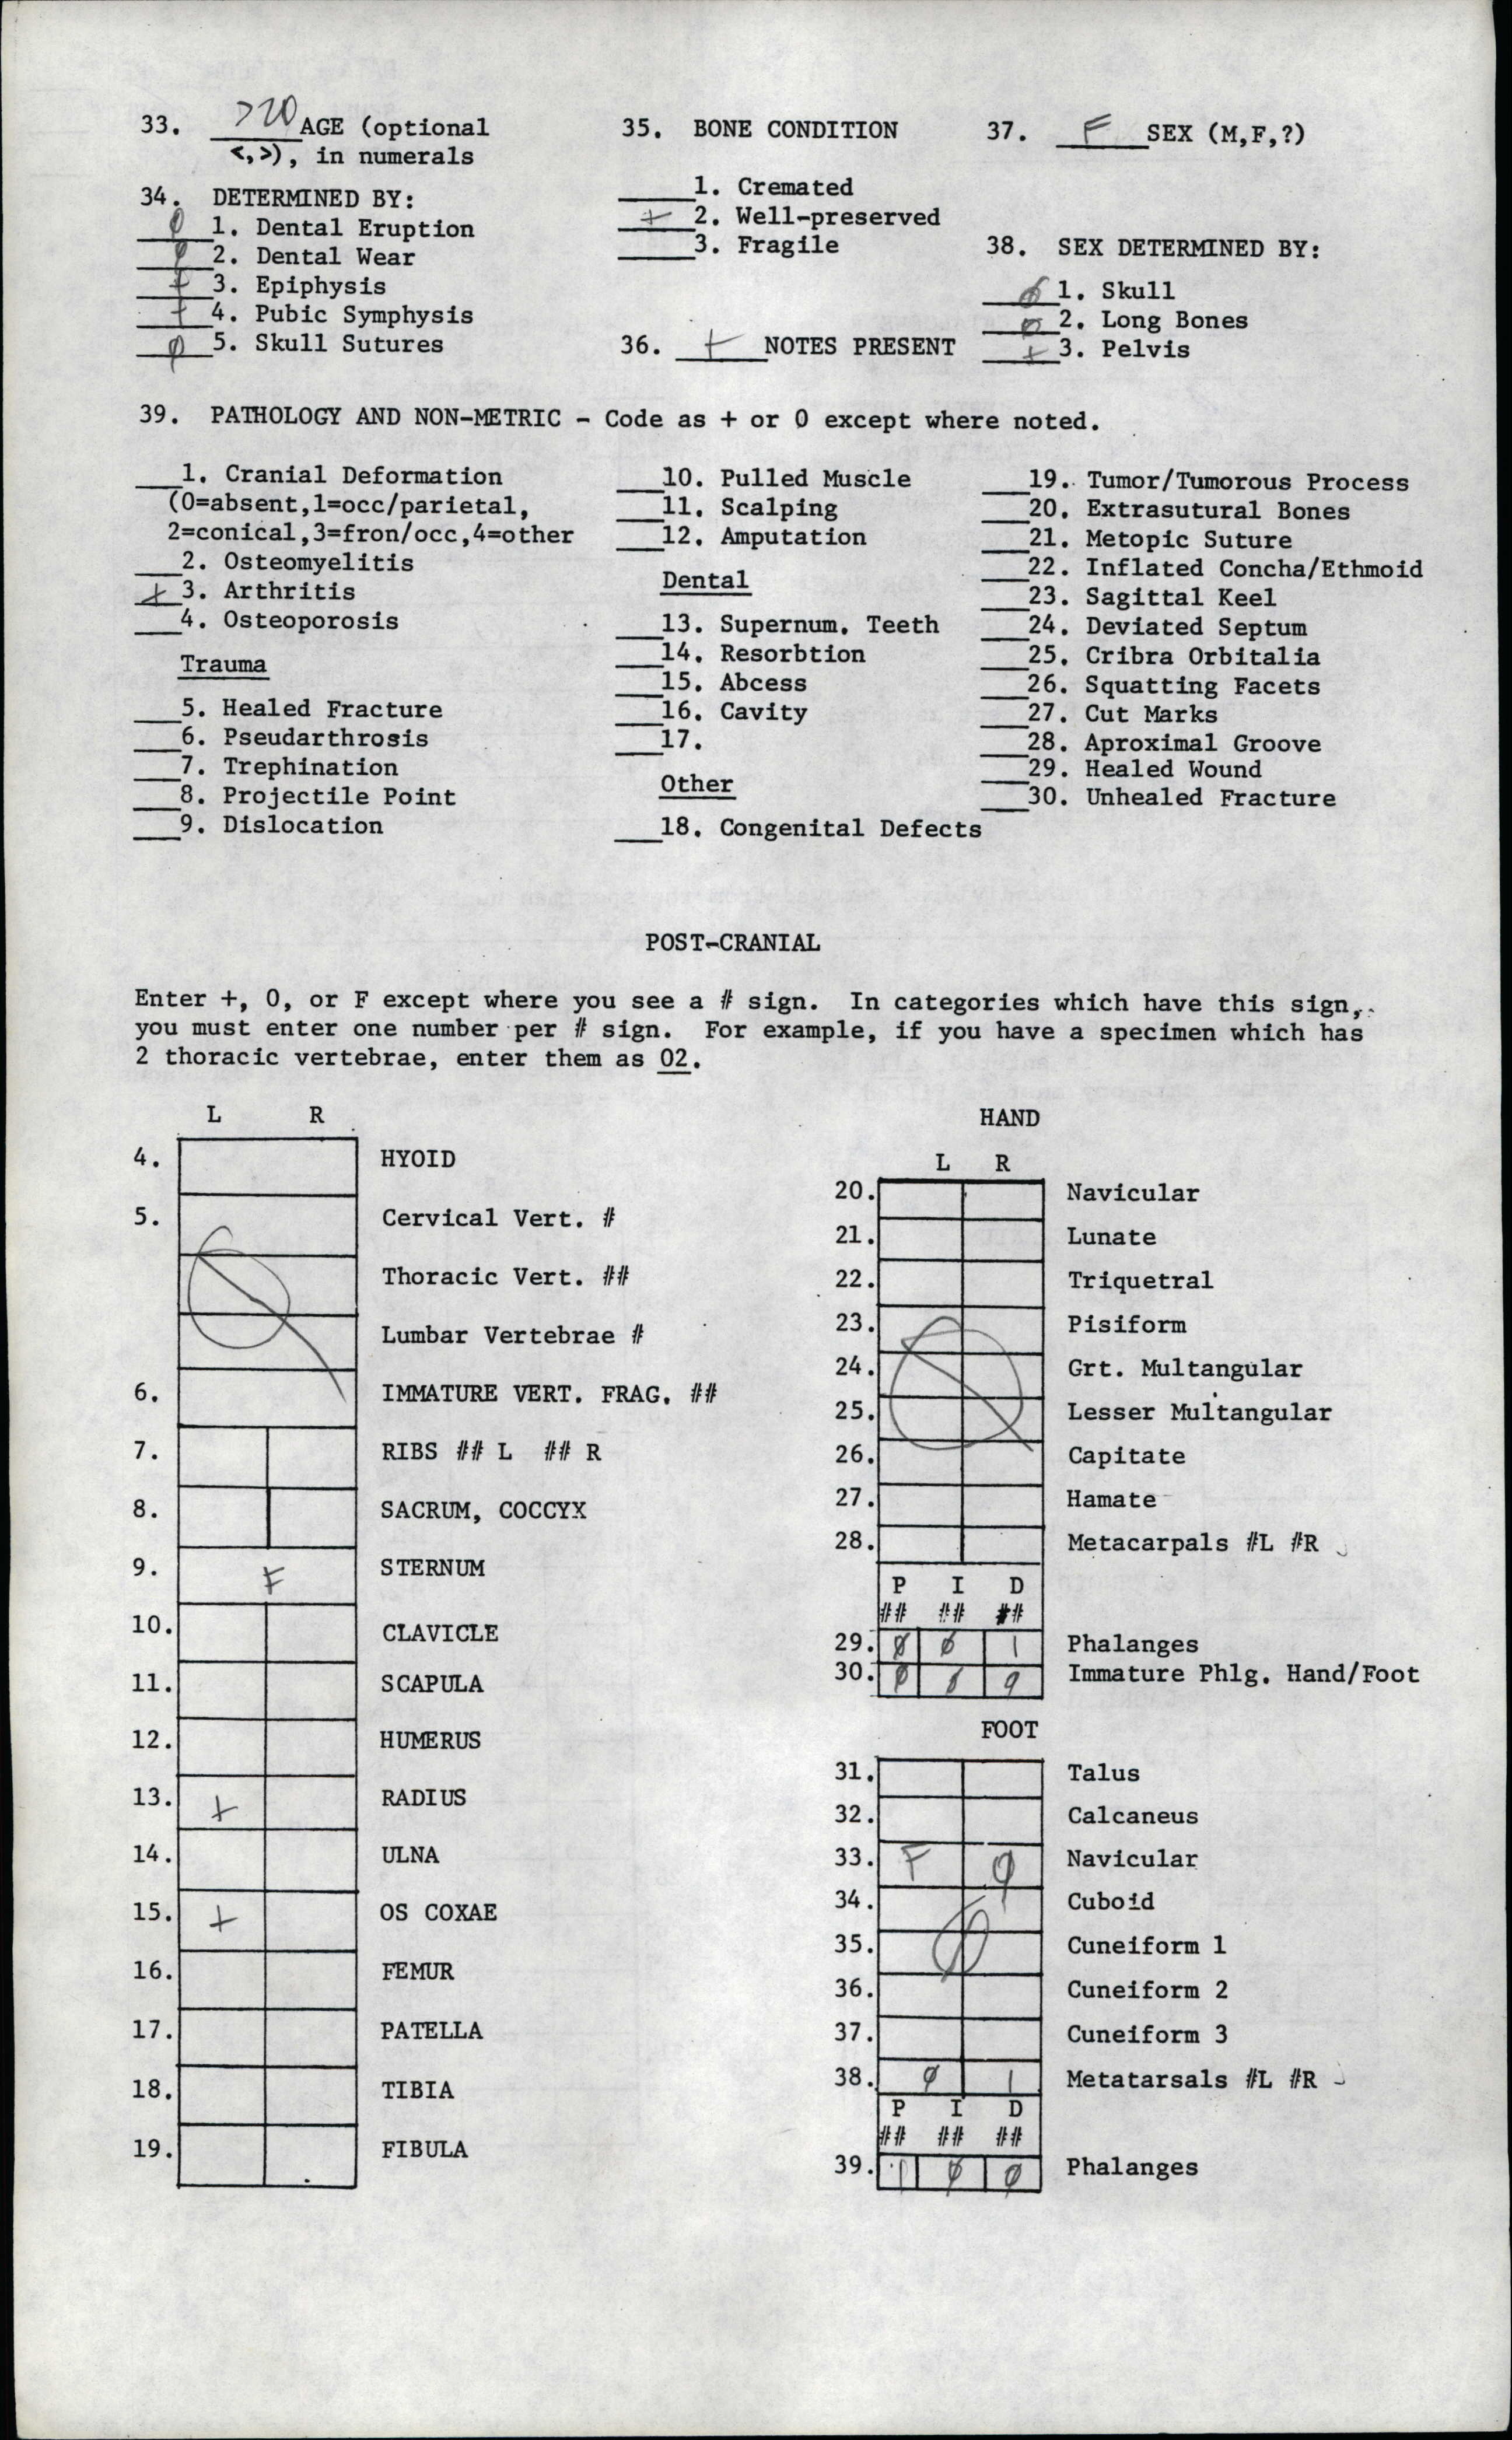 33. >20 AGE (optional
<,>), in numerals
34. DETERMINED BY:
0 1. Dental Eruption
0 2. Dental Wear
+ 3. Epiphysis
+ 4. Pubic Symphysis
0 5. Skull Sutures
35. BONE CONDITION
1. Cremated
+ 2. Well-preserved
3. Fragile
36. + NOTES PRESENT
37. F SEX (M,F,?)
38. SEX DETERMINED BY:
0 1. Skull
0 2. Long Bones
+ 3. Pelvis
39. PATHOLOGY AND NON-METRIC - Code as + or 0 except where noted.
1. Cranial Deformation
(0=absent,1=occ/parietal,
2=conical,3=fron/occ,4=other
2. Osteomyelitis
+ 3. Arthritis
4. Osteoporosis
Trauma
5. Healed Fracture
6. Pseudarthrosis
7. Trephination
8. Projectile Point
9. Dislocation
10. Pulled Muscle
11. Scalping
12. Amputation
Dental
13. Supernum. Teeth
14. Resorbtion
15. Abcess
16. Cavity
17.
Other
18. Congenital Defects
19. Tumor/Tumorous Process
20. Extrasutural Bones
21. Metopic Suture
22. Inflated Concha/Ethmoid
23. Sagittal Keel
24. Deviated Septum
25. Cribra Orbitalia
26. Squatting Facets
27. Cut Marks
28. Aproximal Groove
29. Healed Wound
30. Unhealed Fracture
POST-CRANIAL
Enter +, 0, or F except where you see a # sign. In categories which have this sign,
you must enter one number per # sign. For example, if you have a specimen which has
2 thoracic vertebrae, enter them as 02.
L R
4. HYOID
5. Cervical Vert. #
0 Thoracic Vert. ##
Lumbar Vertebrae #
6. IMMATURE VERT. FRAG. ##
7. RIBS ## L ## R
8. SACRUM, COCCYX
9. F STERNUM
10. CLAVICLE
11. SCAPULA
12. HUMERUS
13. + RADIUS
14. ULNA
15. + OS COXAE
16. FEMUR
17. PATELLA
18. TIBIA
19. FIBULA
HAND
L R
20. Navicular
21. Lunate
22. Triquetral
23. Pisiform
24. 0 Grt. Multangular
25. Lesser Multangular
26. Capitate
27. Hamate
28. Metacarpals #L #R
P I D
## ## ##
29. 0 0 1 Phalanges
30. 0 0 0 Immature Phlg. Hand/Foot
FOOT
31. Talus
32. Calcaneus
33. F 0 Navicular
34. Cuboid
35. 0 Cuneiform 1
36. Cuneiform 2
37. Cuneiform 3
38. 0 1 Metatarsals #L #R
P I D
## ## ##
39. 1 0 0 Phalanges